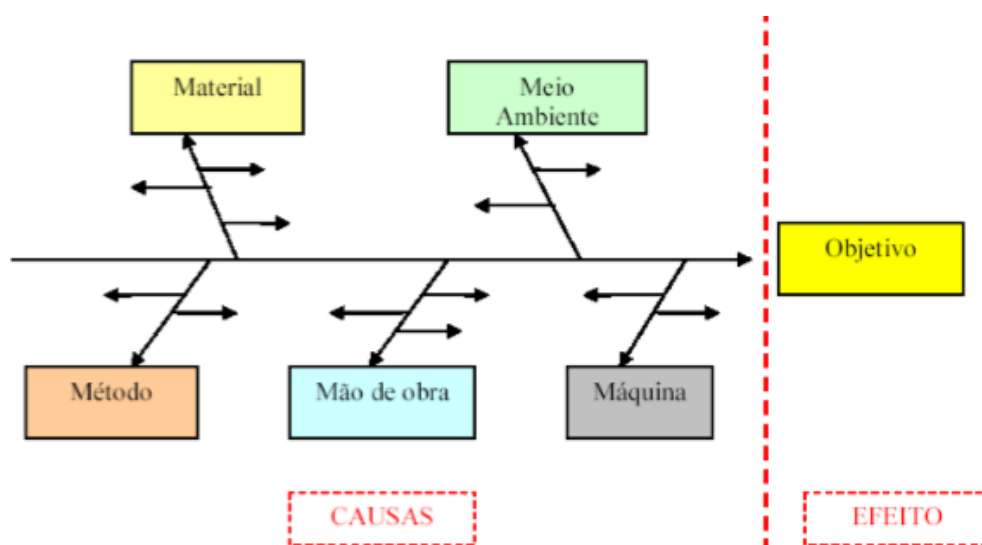 Material
Meio
Ambiente
Objetivo
Método
Mão de obra
Máquina
CAUSAS
EFEITO